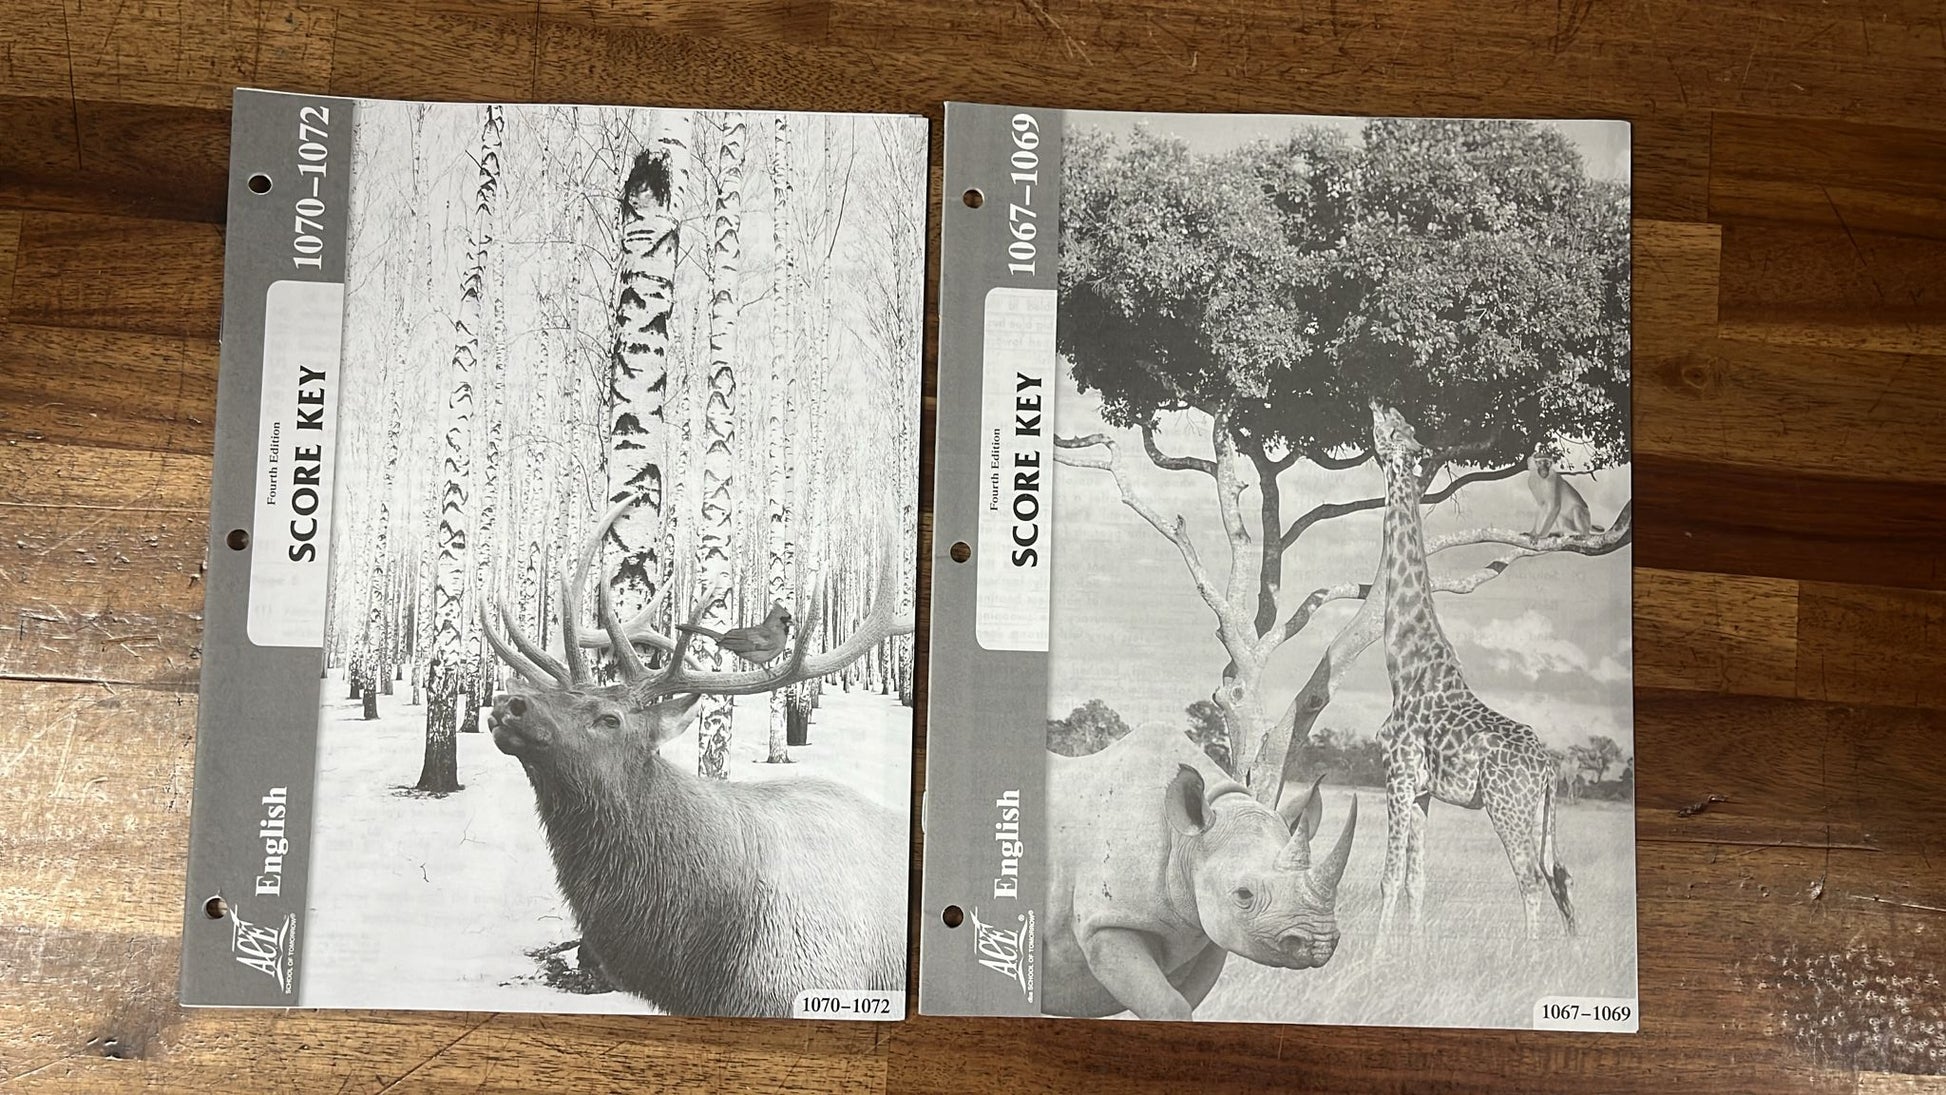 1070–1072
Fourth Edition
SCORE KEY
English
ACE®
SCHOOL OF TOMORROW®
1070–1072
1067–1069
Fourth Edition
SCORE KEY
English
ACE®
dba SCHOOL OF TOMORROW®
1067–1069